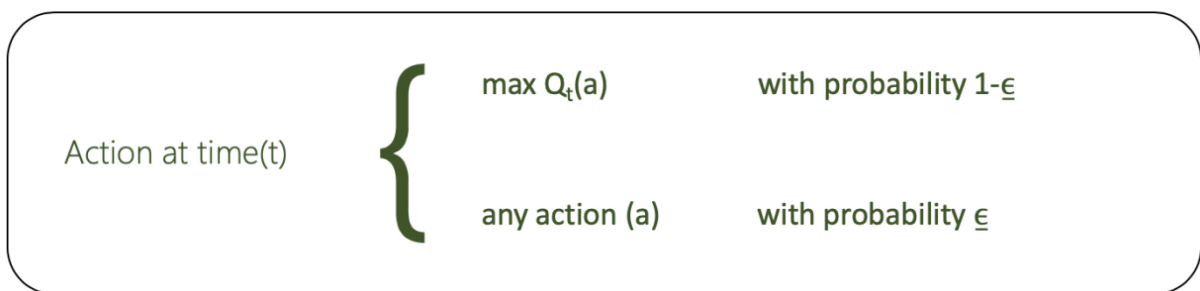 max Qt(a) with probability 1-ϵ
Action at time(t) {
any action (a) with probability ϵ